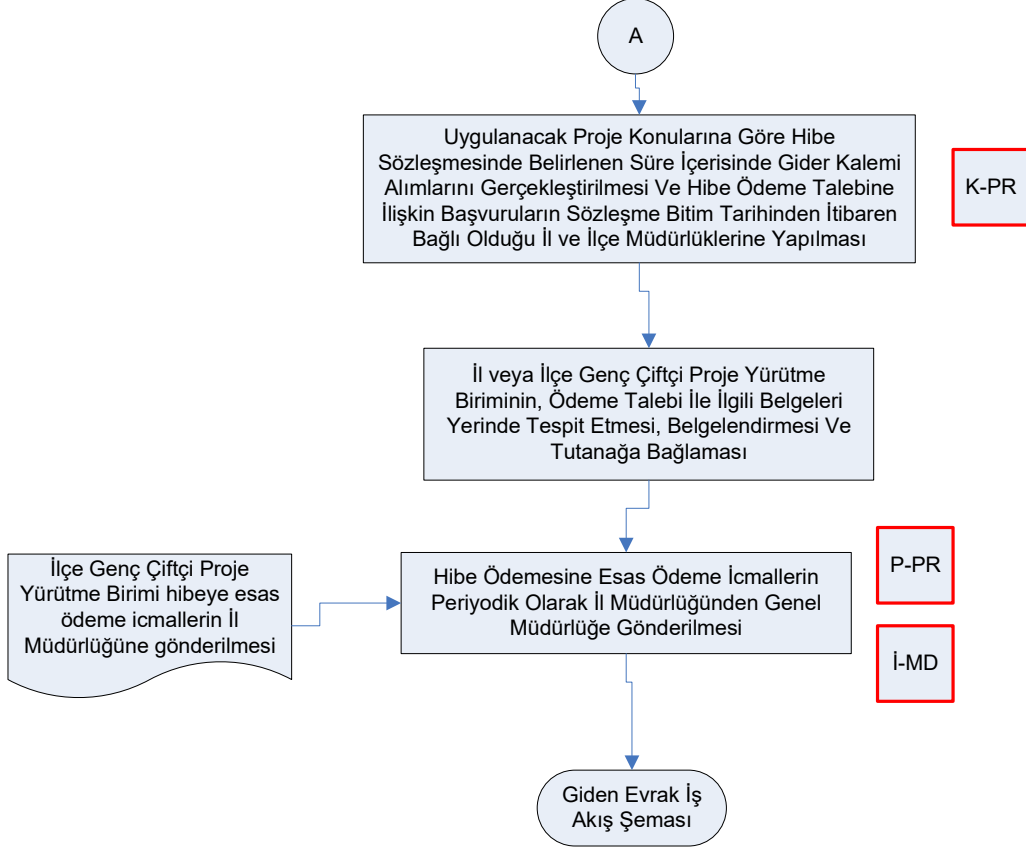 A
Uygulanacak Proje Konularına Göre Hibe
Sözleşmesinde Belirlenen Süre İçerisinde Gider Kalemi
Alımlarını Gerçekleştirilmesi Ve Hibe Ödeme Talebine
İlişkin Başvuruların Sözleşme Bitim Tarihinden İtibaren
Bağlı Olduğu İl ve İlçe Müdürlüklerine Yapılması
K-PR
İl veya İlçe Genç Çiftçi Proje Yürütme
Biriminin, Ödeme Talebi İle İlgili Belgeleri
Yerinde Tespit Etmesi, Belgelendirmesi Ve
Tutanağa Bağlaması
İlçe Genç Çiftçi Proje
Yürütme Birimi hibeye esas
ödeme icmallerin İl
Müdürlüğüne gönderilmesi
Hibe Ödemesine Esas Ödeme İcmallerin
Periyodik Olarak İl Müdürlüğünden Genel
Müdürlüğe Gönderilmesi
P-PR
İ-MD
Giden Evrak İş
Akış Şeması